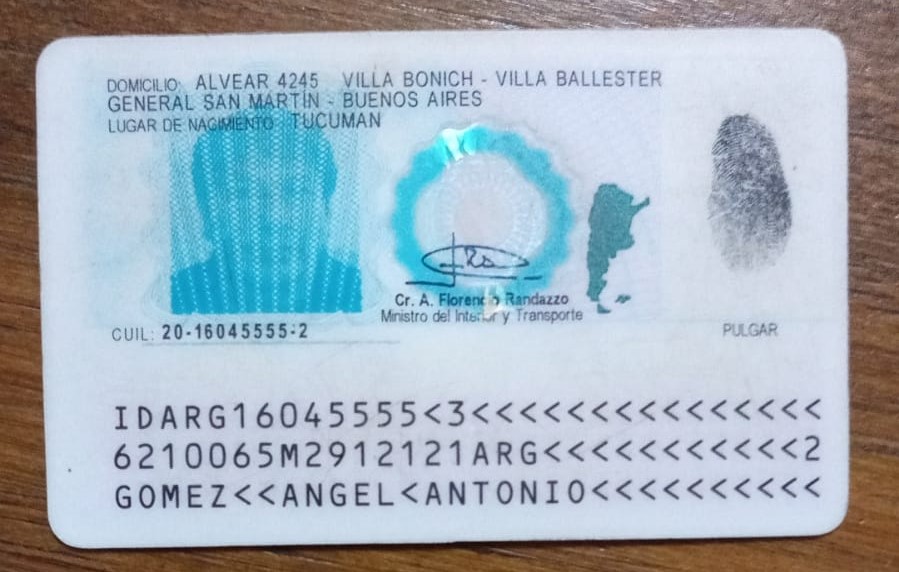 DOMICILIO: ALVEAR 4245 VILLA BONICH - VILLA BALLESTER
GENERAL SAN MARTÍN - BUENOS AIRES
LUGAR DE NACIMIENTO TUCUMAN
Cr. A. Florencio Randazzo
Ministro del Interior y Transporte
CUIL: 20-16045555-2
PULGAR
IDARG16045555<3<<<<<<<<<<<<<<<
6210065M2912121ARG<<<<<<<<<<<2
GOMEZ<<ANGEL<ANTONIO<<<<<<<<<<